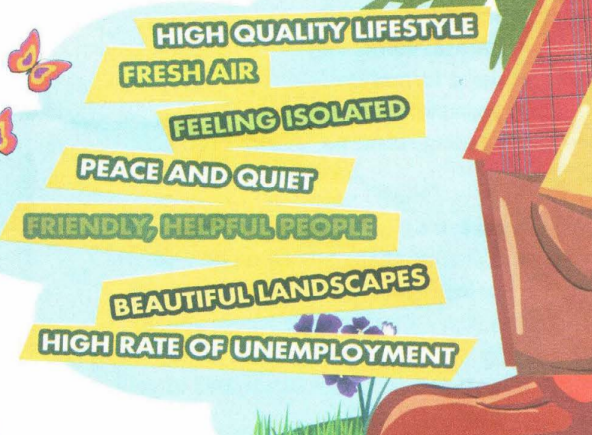 HIGH QUALITY LIFESTYLE
FRESH AIR
FEELING ISOLATED
PEACE AND QUIET
FRIENDLY, HELPFUL PEOPLE
BEAUTIFUL LANDSCAPES
HIGH RATE OF UNEMPLOYMENT